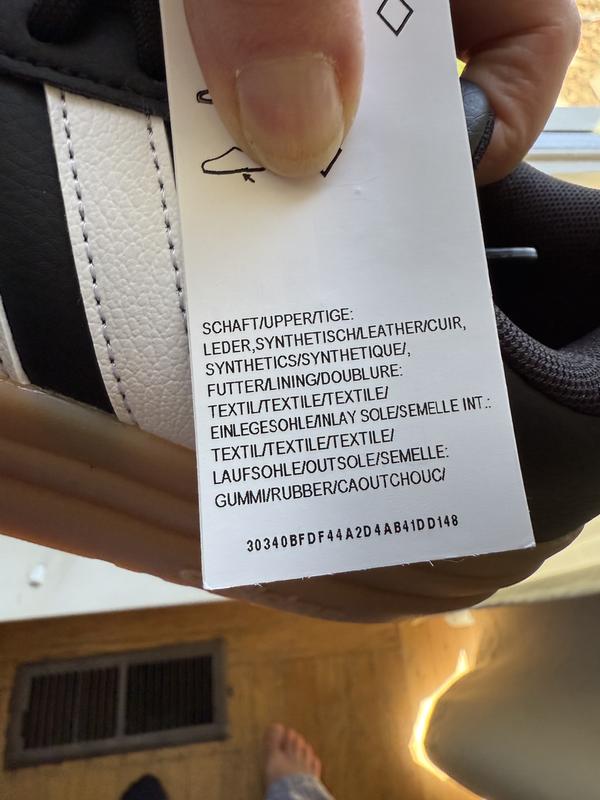 SCHAFT/UPPER/TIGE:
LEDER,SYNTHETISCH/LEATHER/CUIR,
SYNTHETICS/SYNTHETIQUE/,
FUTTER/LINING/DOUBLURE:
TEXTIL/TEXTILE/TEXTILE/
EINLEGESOHLE/INLAY SOLE/SEMELLE INT.:
TEXTIL/TEXTILE/TEXTILE/
LAUFSOHLE/OUTSOLE/SEMELLE:
GUMMI/RUBBER/CAOUTCHOUC/
30340BFDF44A2D4AB41DD148